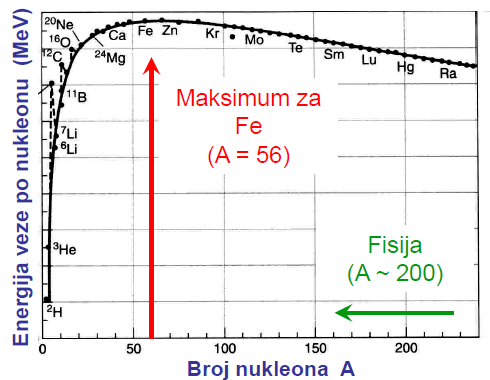 Energija veze po nukleonu (MeV)
²⁰Ne
Ca
Fe
Zn
Kr
Mo
Te
Sm
Lu
Hg
Ra
¹⁶O
²⁴Mg
¹²C
¹¹B
⁷Li
⁶Li
³He
²H
Maksimum za
Fe
(A = 56)
Fisija
(A ~ 200)
0 50 100 150 200
Broj nukleona A